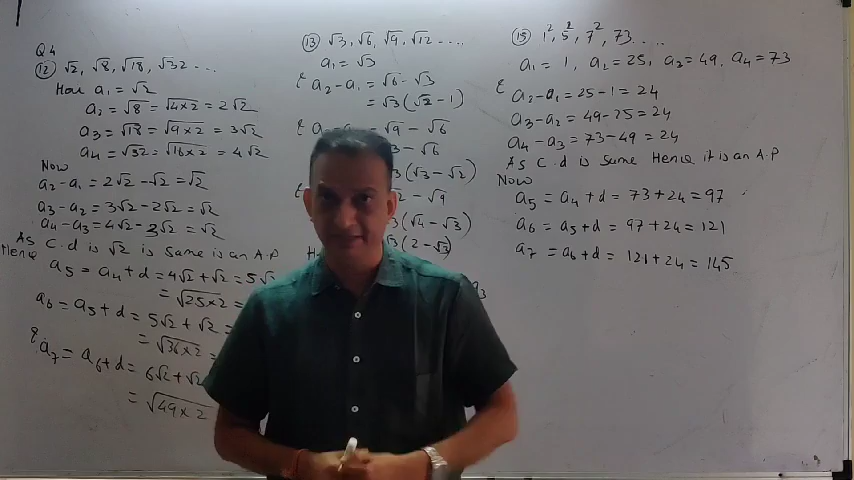 Q4
(12) √2, √8, √18, √32 ...
Here a₁ = √2
a₂ = √8 = √4×2 = 2√2
a₃ = √18 = √9×2 = 3√2
a₄ = √32 = √16×2 = 4√2
Now
a₂-a₁ = 2√2 - √2 = √2
a₃-a₂ = 3√2 - 2√2 = √2
a₄-a₃ = 4√2 - 3√2 = √2
As C.d is √2 is same is an A.P
Hence
a₅ = a₄+d = 4√2 + √2 = 5√2
= √25×2 =
a₆ = a₅+d = 5√2 + √2 =
= √36×2 =
& a₇ = a₆+d = 6√2 + √2
= √49×2
(13) √3, √6, √9, √12 ....
a₁ = √3
& a₂-a₁ = √6 - √3
= √3(√2 - 1)
& = √9 - √6
3 - √6
√3(√3 - √2)
- √9
√3(√4 - √3)
√3(2 - √3)
a₃
(15) 1², 5², 7², 73....
a₁ = 1, a₂ = 25, a₃ = 49, a₄ = 73
& a₂-a₁ = 25-1 = 24
a₃-a₂ = 49-25 = 24
a₄-a₃ = 73-49 = 24
As C.d is same Hence it is an A.P
Now
a₅ = a₄+d = 73+24 = 97
a₆ = a₅+d = 97+24 = 121
a₇ = a₆+d = 121+24 = 145